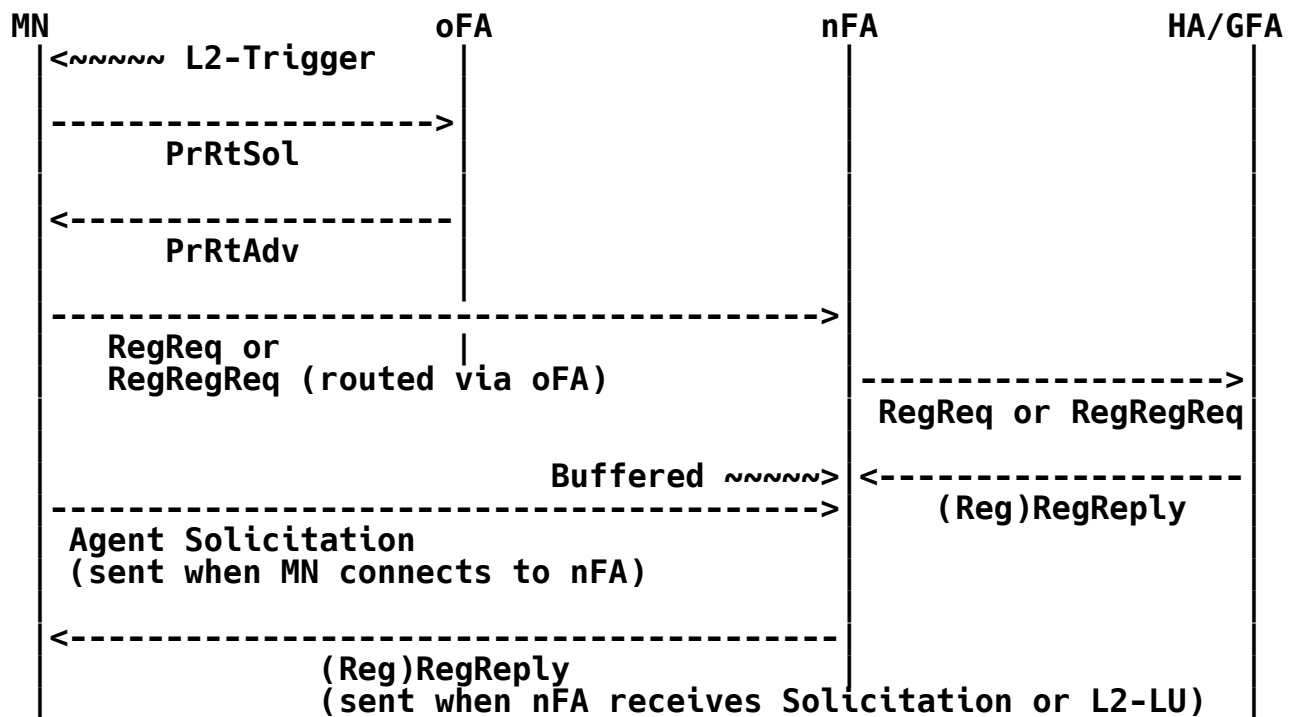 MN oFA nFA HA/GFA
<~~~~~ L2-Trigger
-------------------->
PrRtSol
<--------------------
PrRtAdv
---------------------------------------->
RegReq or |
RegRegReq (routed via oFA) ------------------->
RegReq or RegRegReq
Buffered ~~~~~> <-------------------
----------------------------------------> (Reg)RegReply
Agent Solicitation
(sent when MN connects to nFA)
<----------------------------------------
(Reg)RegReply
(sent when nFA receives Solicitation or L2-LU)